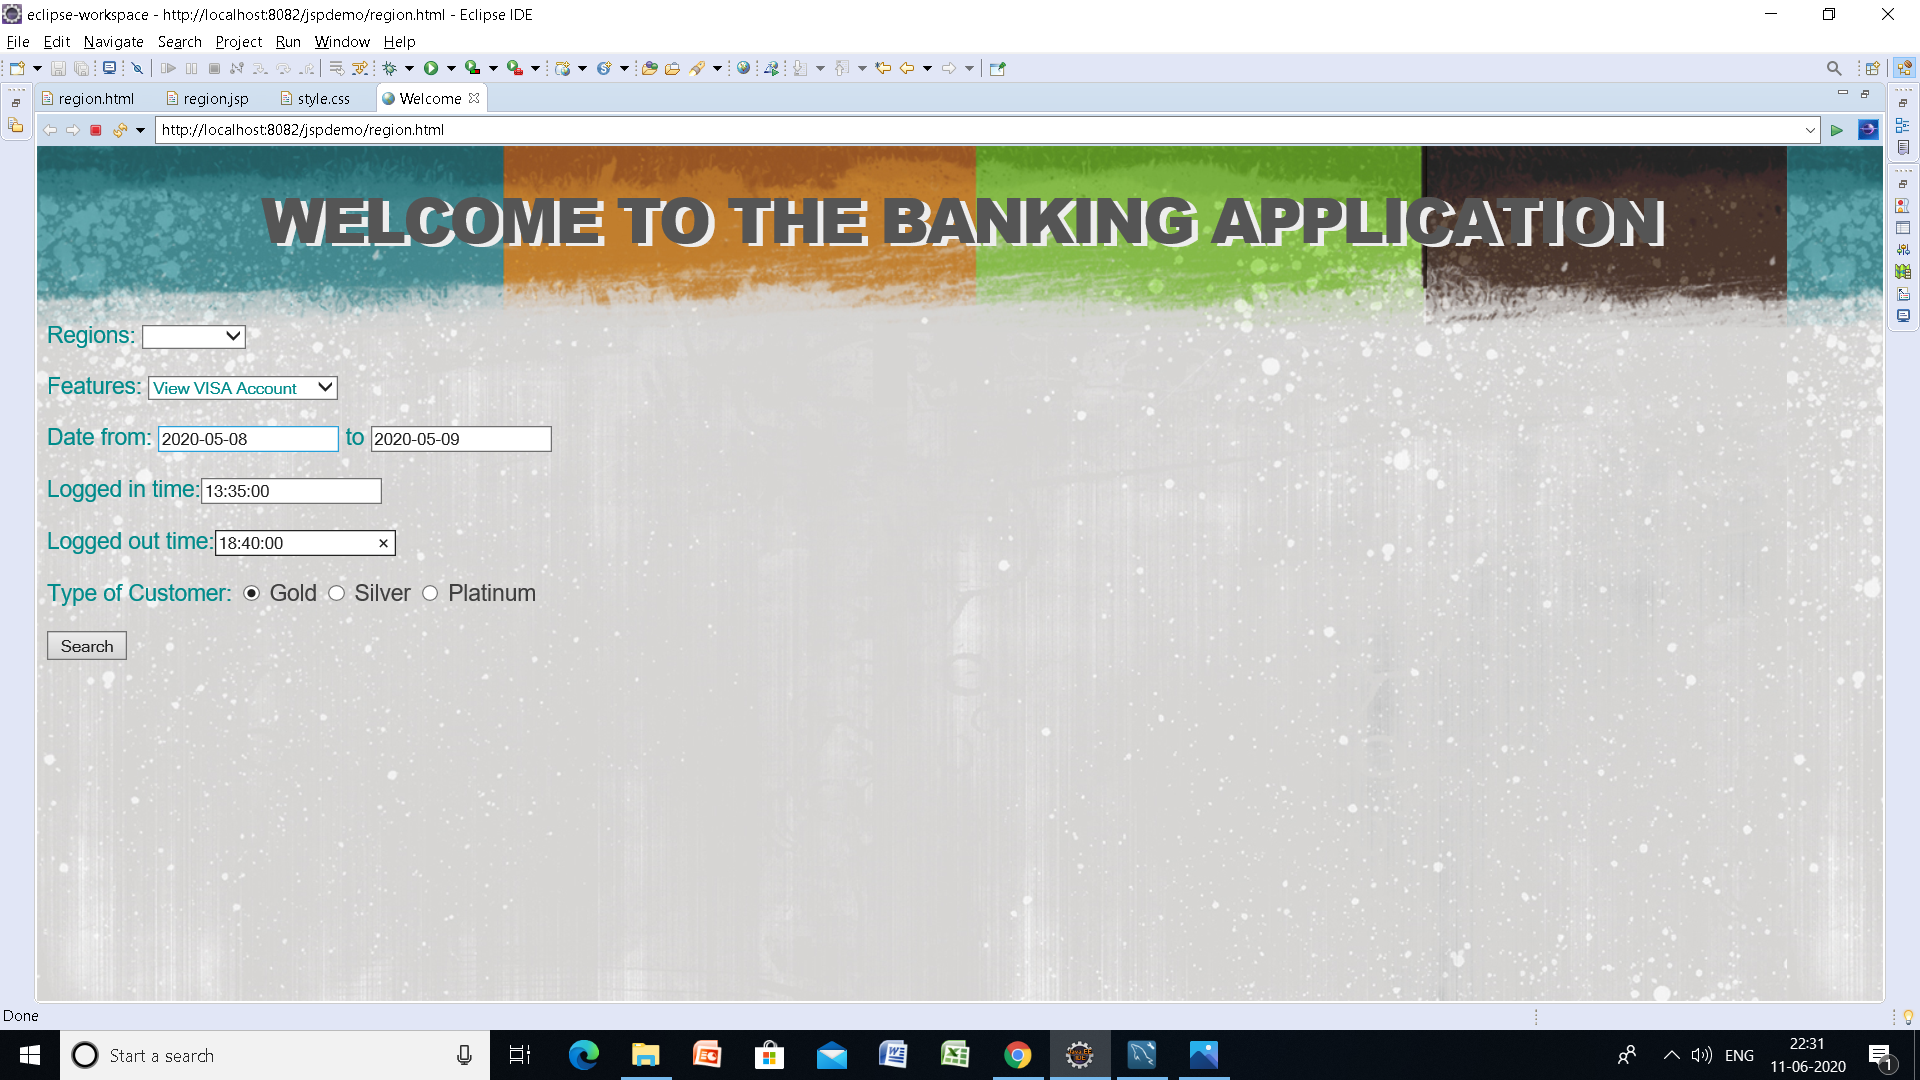 eclipse-workspace - http://localhost:8082/jspdemo/region.html - Eclipse IDE
File Edit Navigate Search Project Run Window Help
region.html region.jsp style.css Welcome
http://localhost:8082/jspdemo/region.html
WELCOME TO THE BANKING APPLICATION
Regions:
Features: View VISA Account
Date from: 2020-05-08 to 2020-05-09
Logged in time: 13:35:00
Logged out time: 18:40:00
Type of Customer: Gold Silver Platinum
Search
Done
Start a search
ENG
22:31
11-06-2020
1